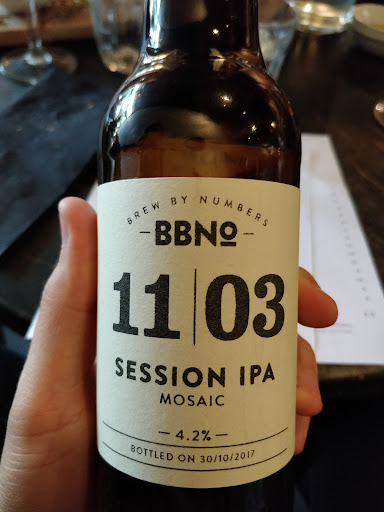 BREW BY NUMBERS
–BBNº–
11|03
SESSION IPA
MOSAIC
–4.2%–
BOTTLED ON 30/10/2017